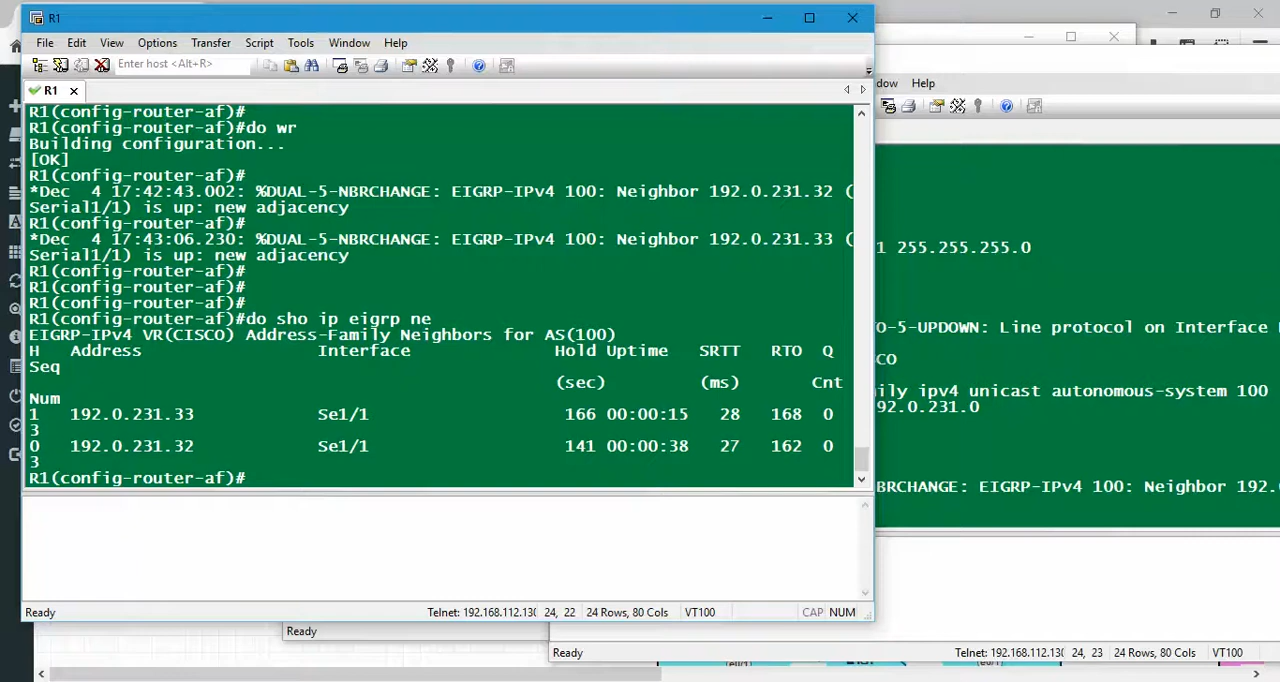 R1
File Edit View Options Transfer Script Tools Window Help
Enter host <Alt+R>
R1
R1(config-router-af)#
R1(config-router-af)#do wr
Building configuration...
[OK]
R1(config-router-af)#
*Dec  4 17:42:43.002: %DUAL-5-NBRCHANGE: EIGRP-IPv4 100: Neighbor 192.0.231.32 (
Serial1/1) is up: new adjacency
R1(config-router-af)#
*Dec  4 17:43:06.230: %DUAL-5-NBRCHANGE: EIGRP-IPv4 100: Neighbor 192.0.231.33 (
Serial1/1) is up: new adjacency
R1(config-router-af)#
R1(config-router-af)#
R1(config-router-af)#
R1(config-router-af)#do sho ip eigrp ne
EIGRP-IPv4 VR(CISCO) Address-Family Neighbors for AS(100)
H   Address                 Interface              Hold Uptime   SRTT   RTO  Q
Seq
(sec)         (ms)       Cnt
Num
1   192.0.231.33            Se1/1                   166 00:00:15   28   168  0
3
0   192.0.231.32            Se1/1                   141 00:00:38   27   162  0
3
R1(config-router-af)#
Ready Telnet: 192.168.112.130 24, 22 24 Rows, 80 Cols VT100 CAP NUM
dow Help
1 255.255.255.0
O-5-UPDOWN: Line protocol on Interface
CO
ily ipv4 unicast autonomous-system 100
92.0.231.0
BRCHANGE: EIGRP-IPv4 100: Neighbor 192.
Ready
Ready Telnet: 192.168.112.130 24, 23 24 Rows, 80 Cols VT100